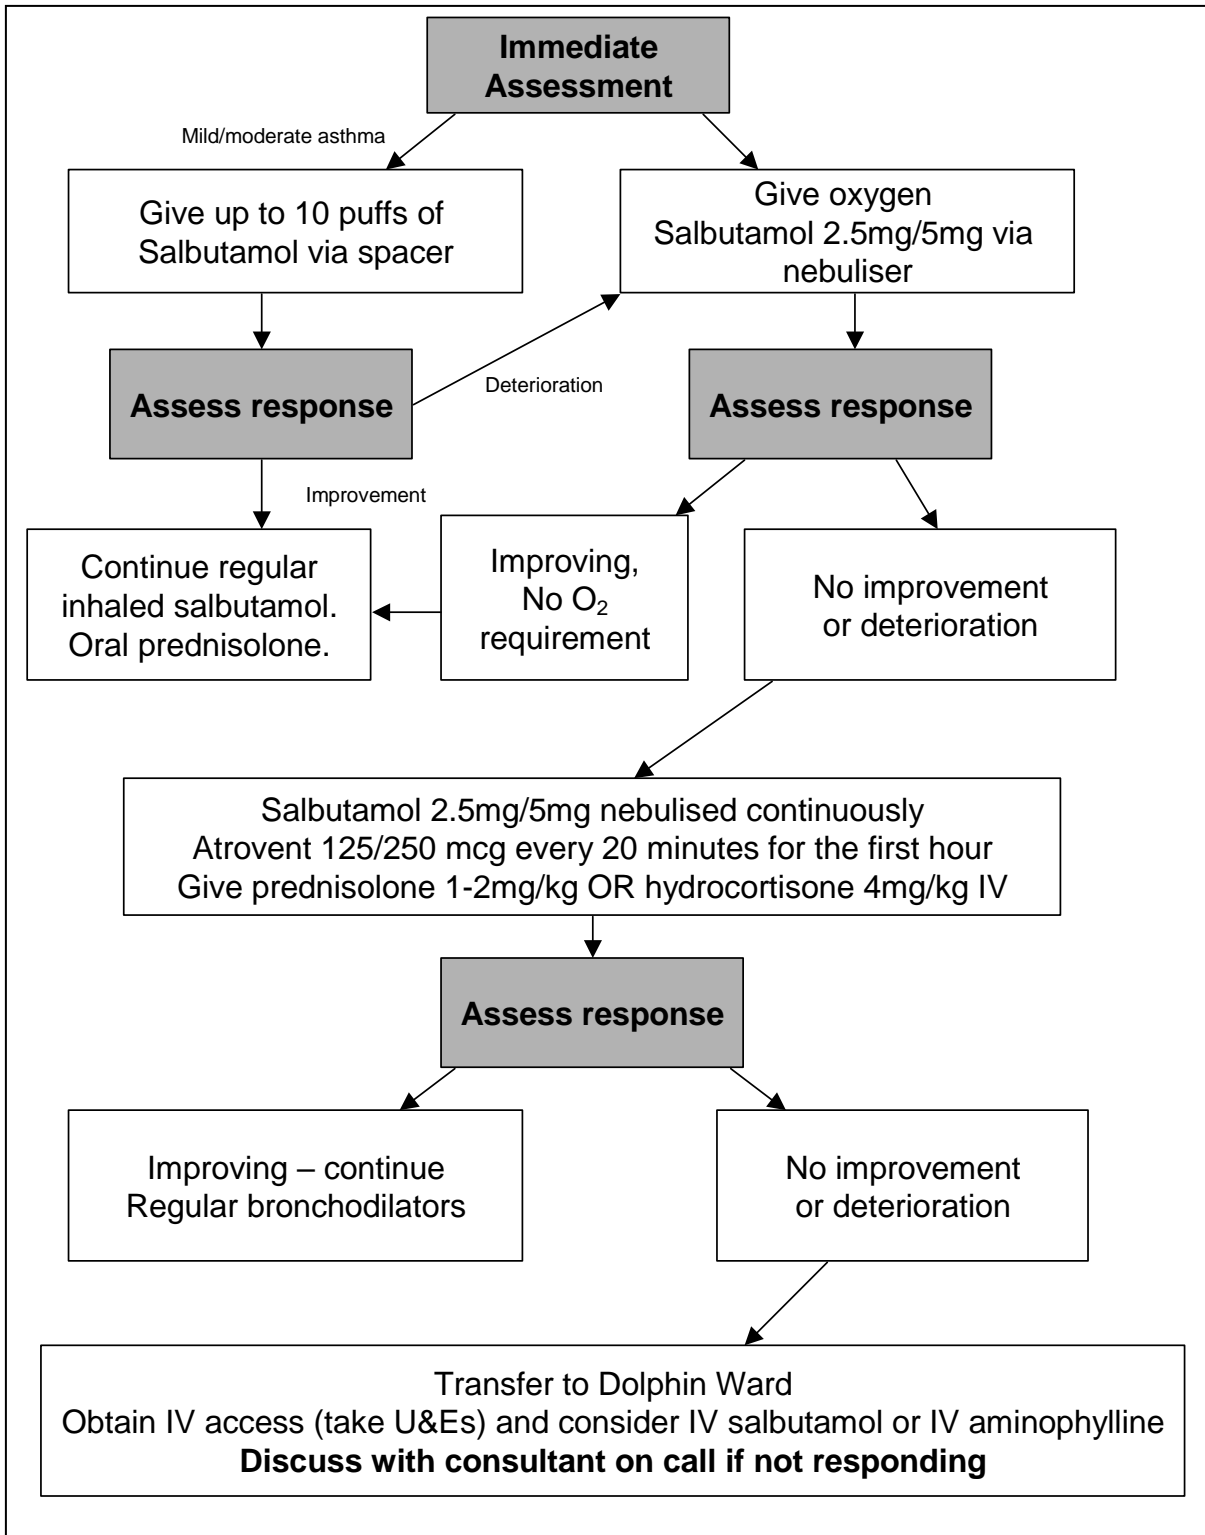 Immediate
Assessment
Mild/moderate asthma
Give up to 10 puffs of
Salbutamol via spacer
Give oxygen
Salbutamol 2.5mg/5mg via
nebuliser
Assess response
Deterioration
Assess response
Improvement
Continue regular
inhaled salbutamol.
Oral prednisolone.
Improving,
No O₂
requirement
No improvement
or deterioration
Salbutamol 2.5mg/5mg nebulised continuously
Atrovent 125/250 mcg every 20 minutes for the first hour
Give prednisolone 1-2mg/kg OR hydrocortisone 4mg/kg IV
Assess response
Improving – continue
Regular bronchodilators
No improvement
or deterioration
Transfer to Dolphin Ward
Obtain IV access (take U&Es) and consider IV salbutamol or IV aminophylline
Discuss with consultant on call if not responding